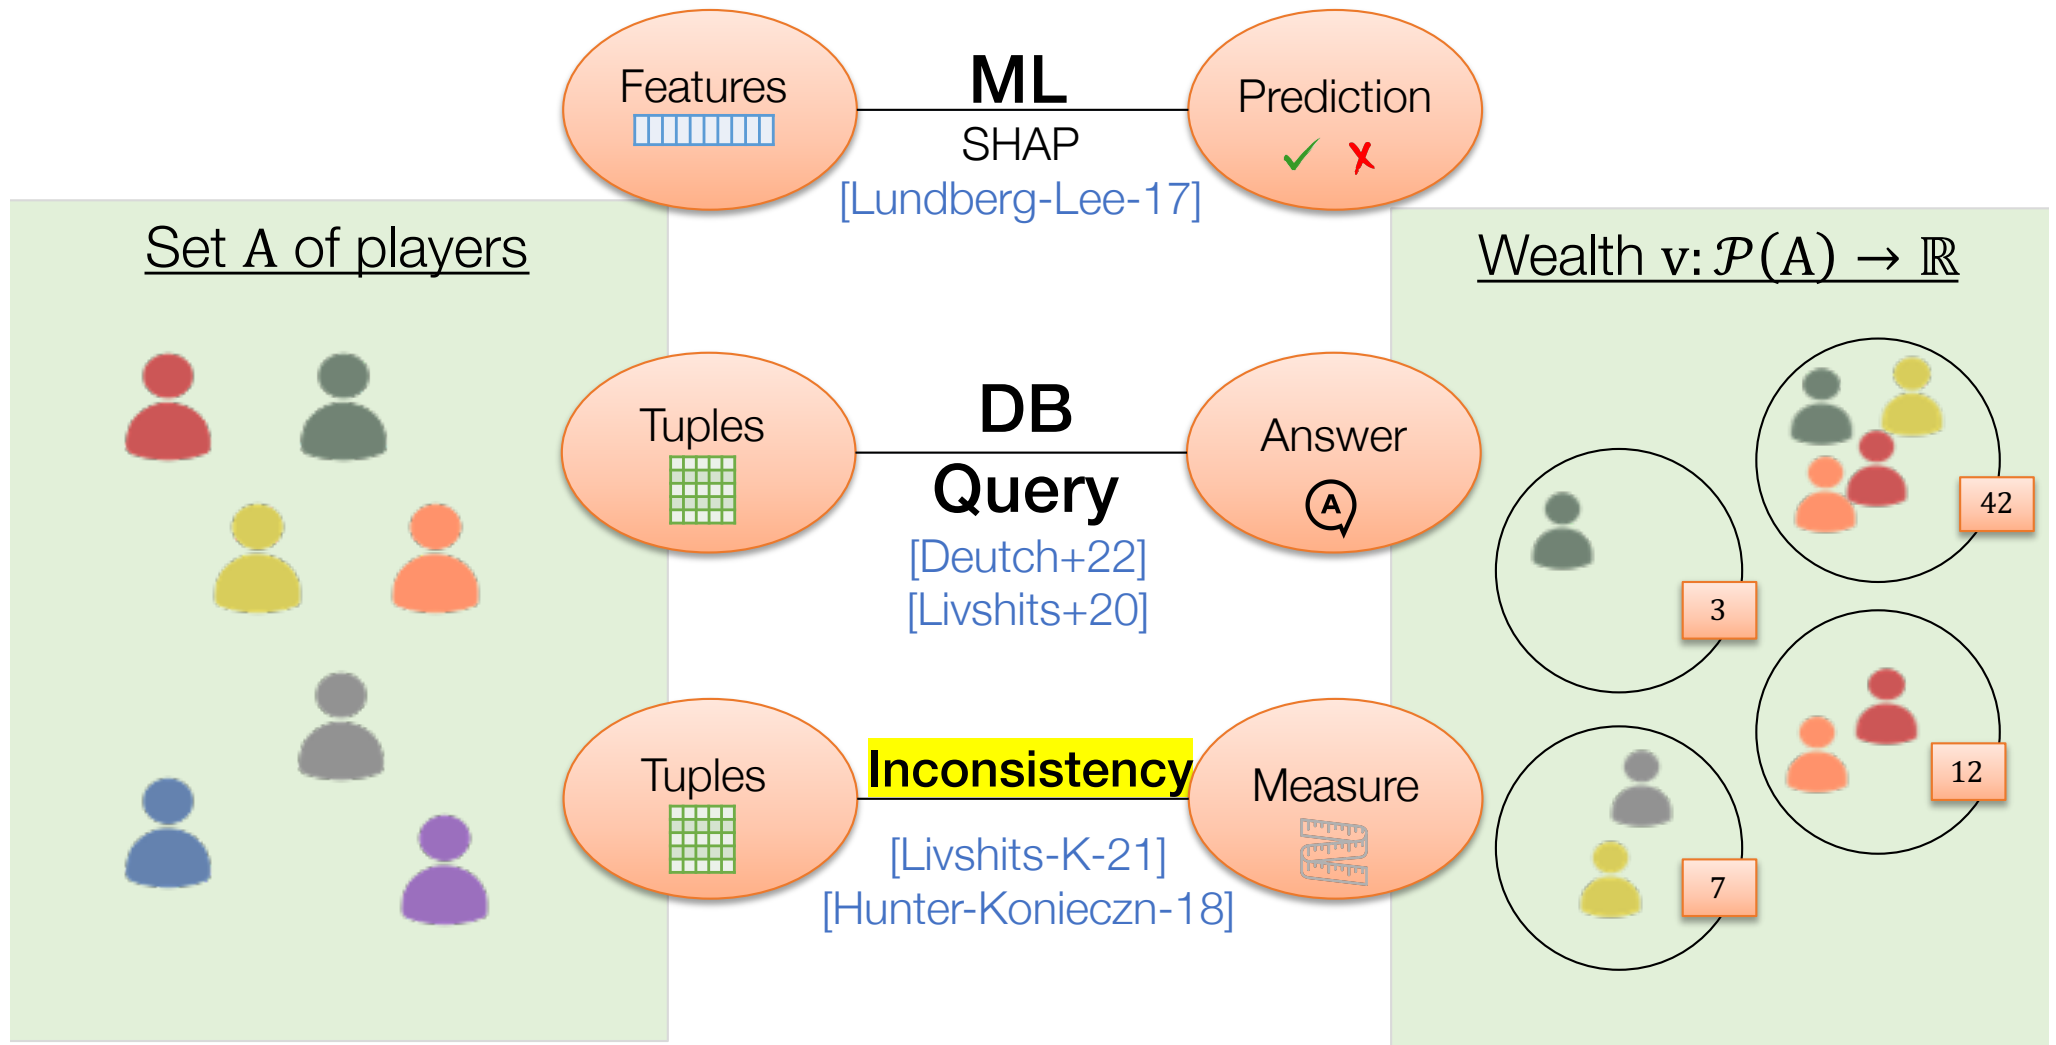 Features
ML
Prediction
SHAP
[Lundberg-Lee-17]
Set A of players
Wealth v: 𝒫(A) → ℝ
Tuples
DB
Answer
A
Query
[Deutch+22]
[Livshits+20]
42
3
Tuples
Inconsistency
Measure
[Livshits-K-21]
[Hunter-Konieczn-18]
12
7